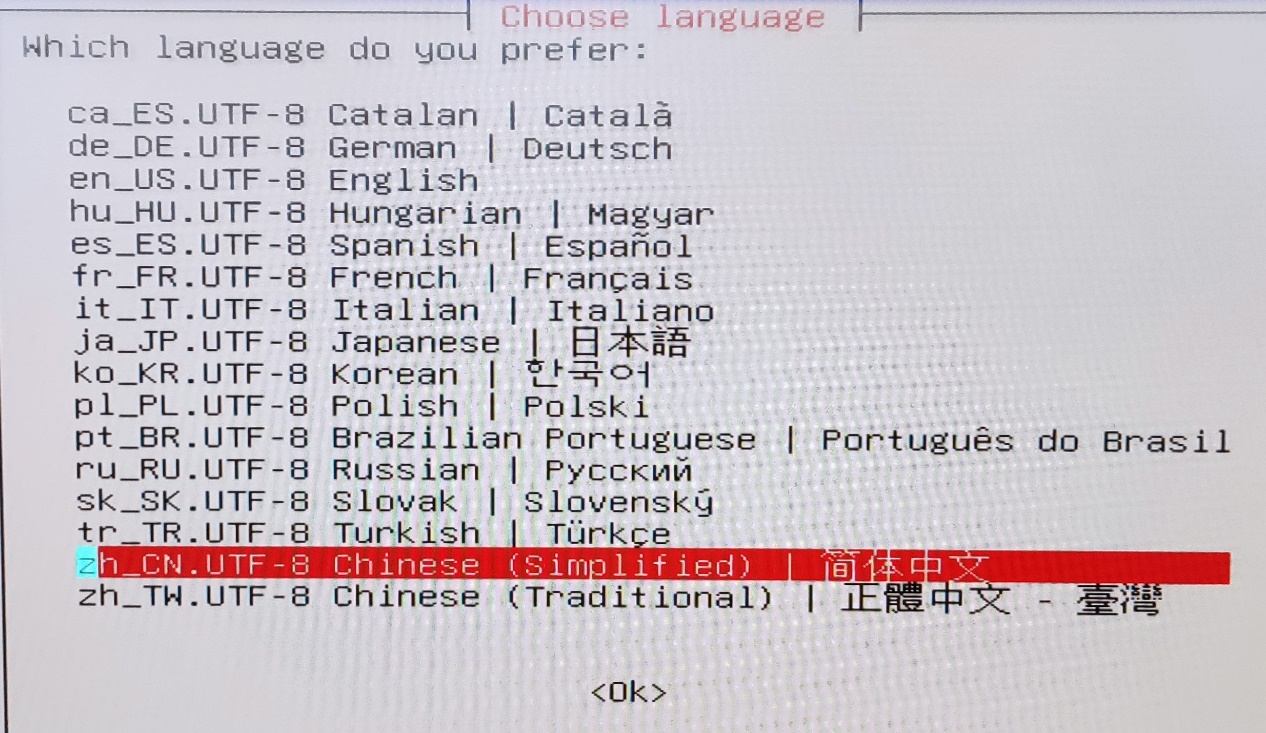 Choose language
Which language do you prefer:
ca_ES.UTF-8 Catalan | Català
de_DE.UTF-8 German | Deutsch
en_US.UTF-8 English
hu_HU.UTF-8 Hungarian | Magyar
es_ES.UTF-8 Spanish | Español
fr_FR.UTF-8 French | Français
it_IT.UTF-8 Italian | Italiano
ja_JP.UTF-8 Japanese | 日本語
ko_KR.UTF-8 Korean | 한국어
pl_PL.UTF-8 Polish | Polski
pt_BR.UTF-8 Brazilian Portuguese | Português do Brasil
ru_RU.UTF-8 Russian | Русский
sk_SK.UTF-8 Slovak | Slovenský
tr_TR.UTF-8 Turkish | Türkçe
zh_CN.UTF-8 Chinese (Simplified) | 简体中文
zh_TW.UTF-8 Chinese (Traditional) | 正體中文 - 臺灣
<Ok>